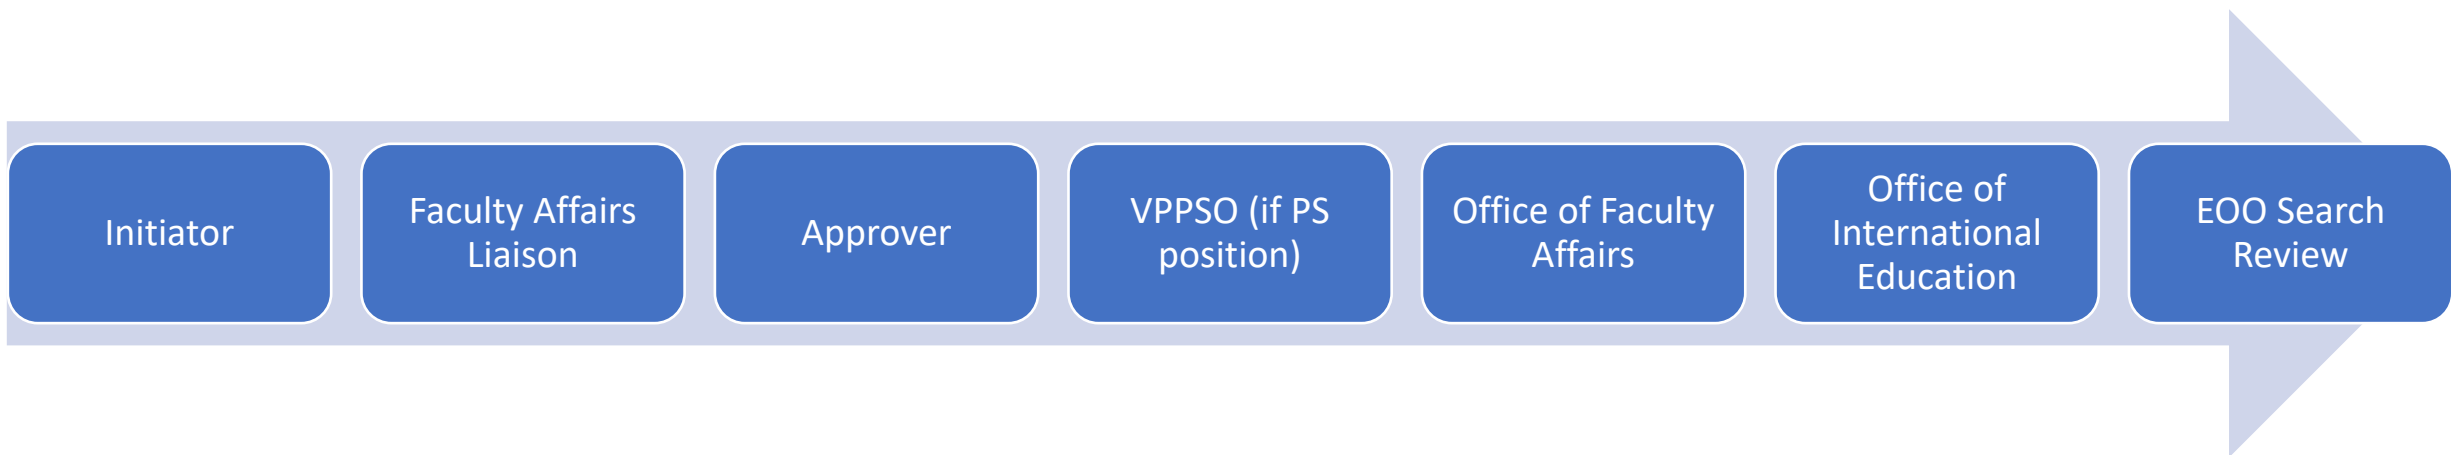 Initiator
Faculty Affairs
Liaison
Approver
VPPSO (if PS
position)
Office of Faculty
Affairs
Office of
International
Education
EOO Search
Review